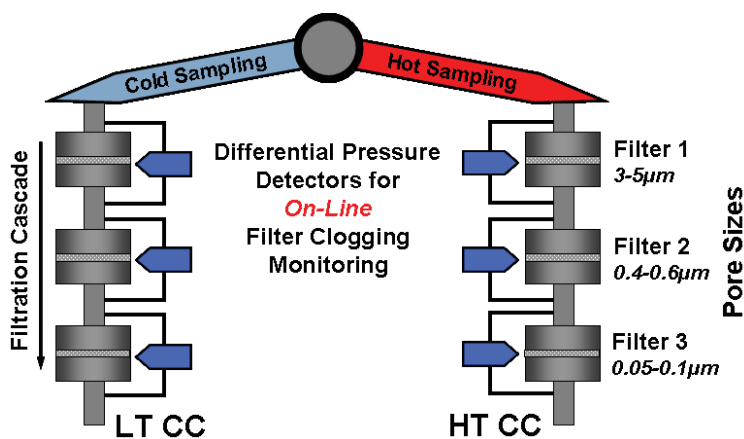 Cold Sampling
Hot Sampling
Filtration Cascade
Differential Pressure
Detectors for
On-Line
Filter Clogging
Monitoring
Filter 1
3-5µm
Filter 2
0.4-0.6µm
Filter 3
0.05-0.1µm
Pore Sizes
LT CC
HT CC